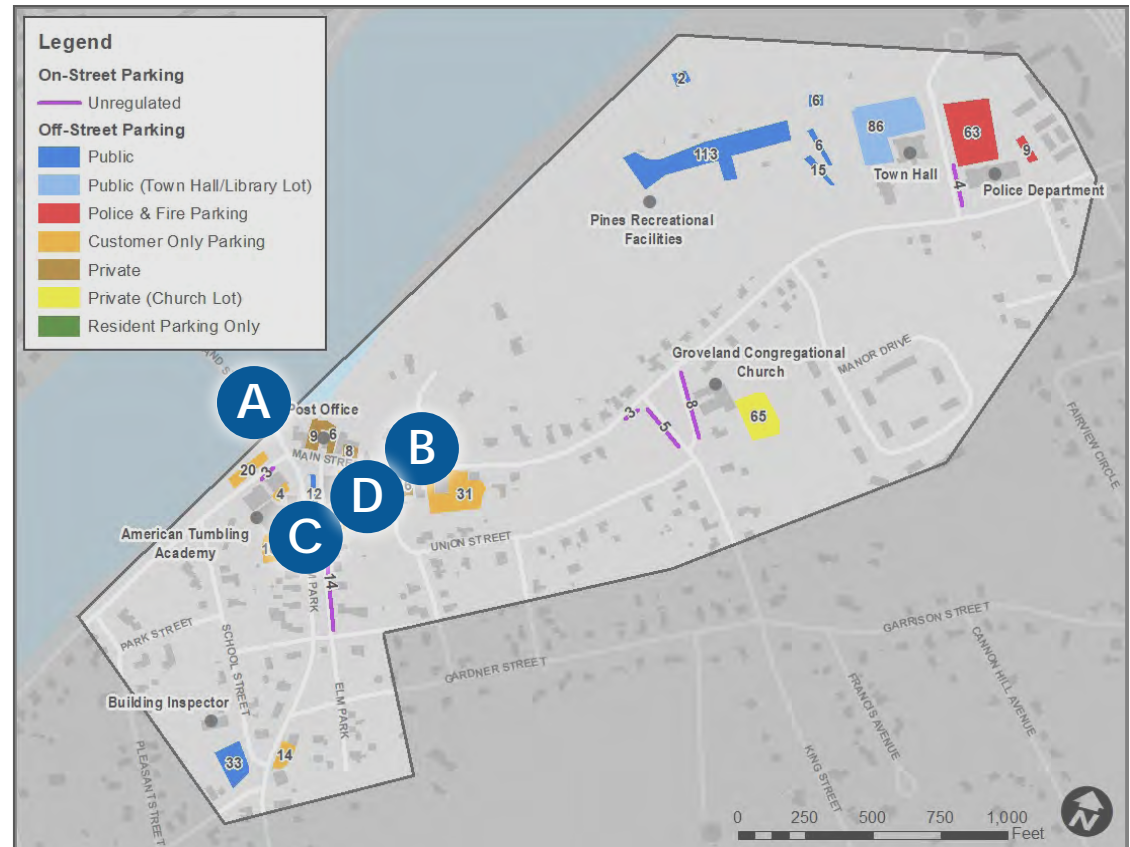 Legend
On-Street Parking
Unregulated
Off-Street Parking
Public
Public (Town Hall/Library Lot)
Police & Fire Parking
Customer Only Parking
Private
Private (Church Lot)
Resident Parking Only
2
6
113
6
15
86
Town Hall
63
9
4
Police Department
Pines Recreational
Facilities
Groveland Congregational
Church
MANOR DRIVE
FAIRVIEW CIRCLE
3
5
8
65
A
Post Office
9
6
8
MAIN
B
20
3
4
12
D
31
American Tumbling
Academy
C
UNION STREET
14
PARK
PARK STREET
SCHOOL STREET
ELM PARK
GARDNER STREET
GARRISON STREET
CANNON HILL AVENUE
FRANCIS AVENUE
KING STREET
Building Inspector
33
14
PLEASANT STREET
0 250 500 750 1,000
Feet
N